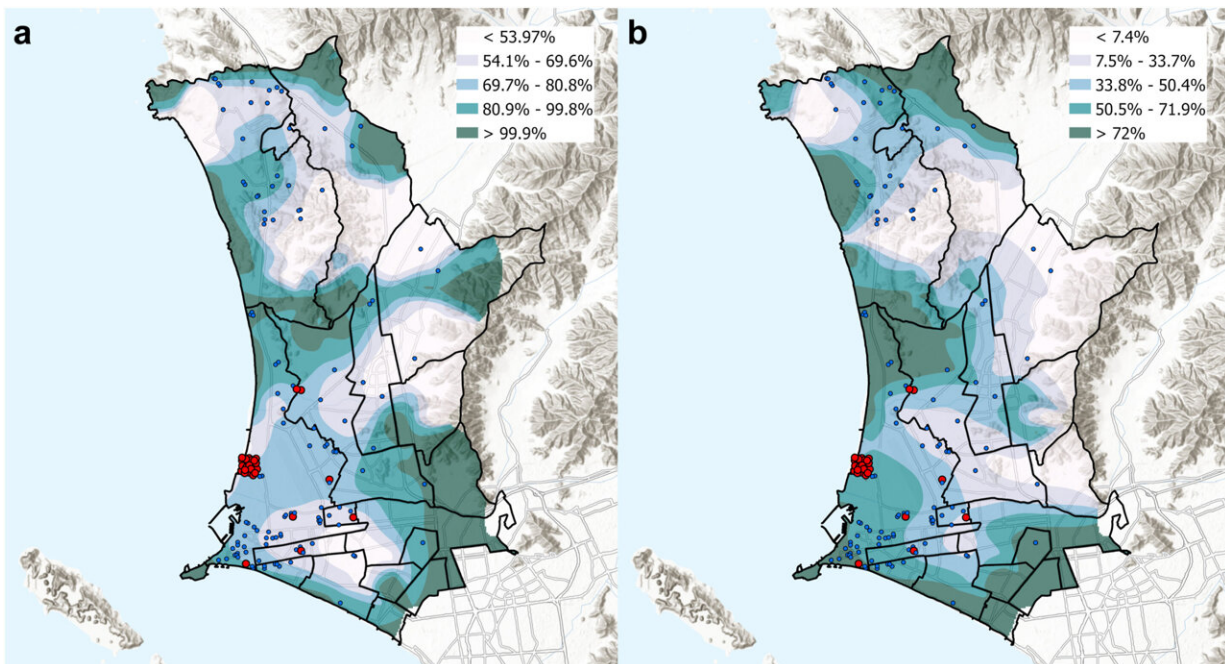 a
< 53.97%
54.1% - 69.6%
69.7% - 80.8%
80.9% - 99.8%
> 99.9%
b
< 7.4%
7.5% - 33.7%
33.8% - 50.4%
50.5% - 71.9%
> 72%